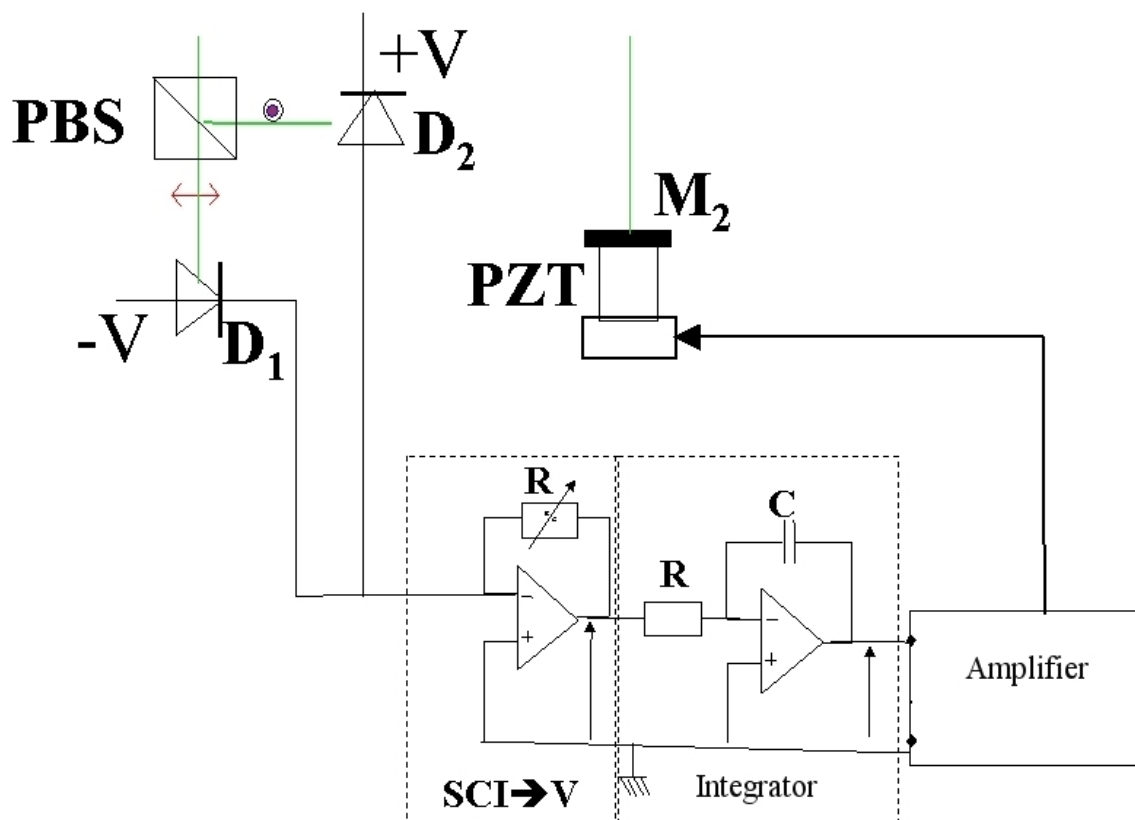 +V
PBS
D2
M2
PZT
-V
D1
R
C
R
−
+
−
+
Amplifier
SCI➔V
Integrator